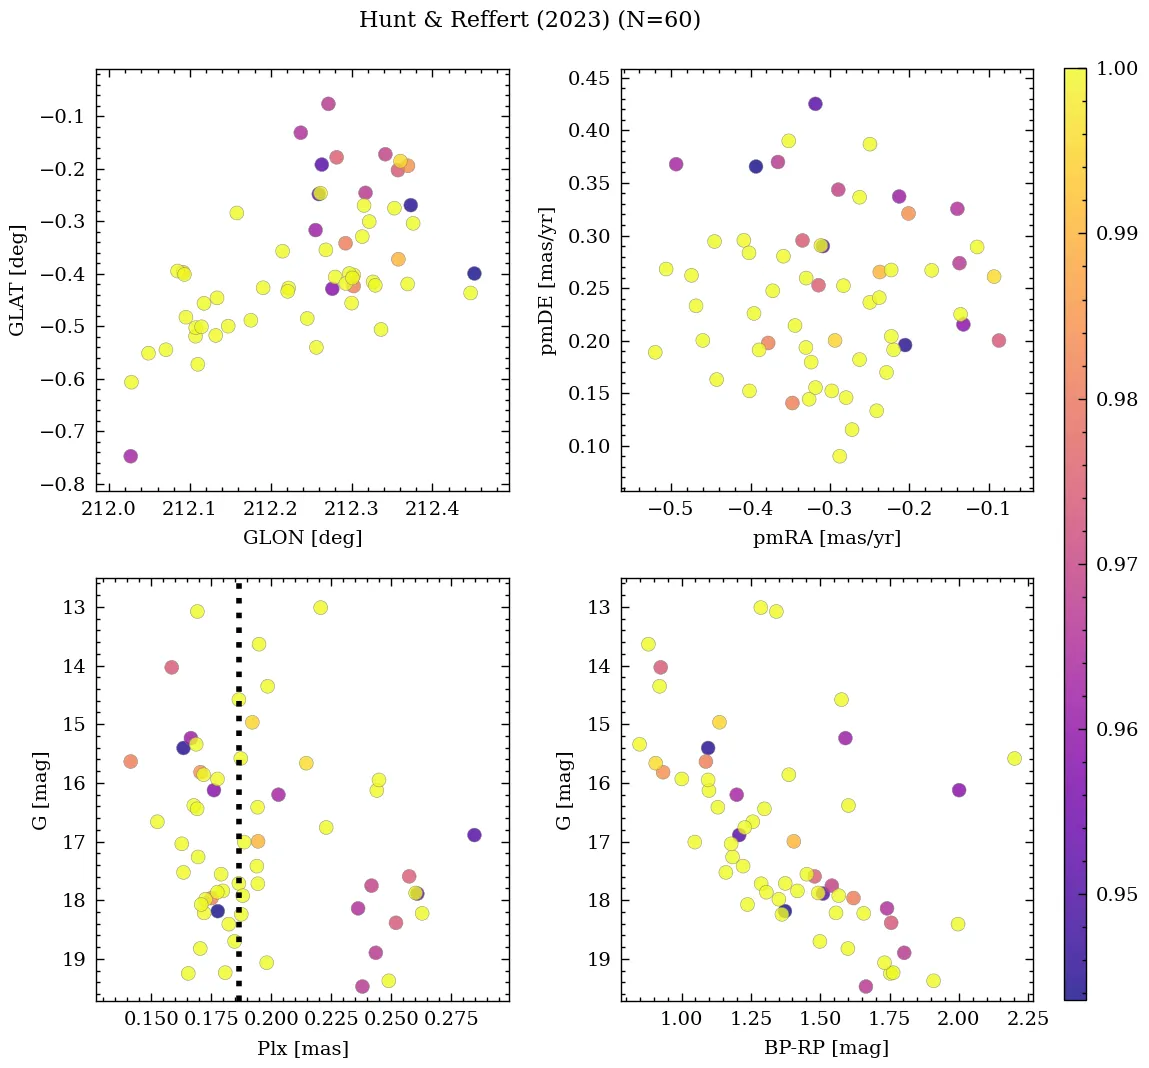 Hunt & Reffert (2023) (N=60)
−0.1
−0.2
−0.3
−0.4
−0.5
−0.6
−0.7
−0.8
GLAT [deg]
212.0 212.1 212.2 212.3 212.4
GLON [deg]
0.45
0.40
0.35
0.30
0.25
0.20
0.15
0.10
pmDE [mas/yr]
−0.5 −0.4 −0.3 −0.2 −0.1
pmRA [mas/yr]
13
14
15
16
17
18
19
G [mag]
0.150 0.175 0.200 0.225 0.250 0.275
Plx [mas]
13
14
15
16
17
18
19
G [mag]
1.00 1.25 1.50 1.75 2.00 2.25
BP-RP [mag]
1.00
0.99
0.98
0.97
0.96
0.95